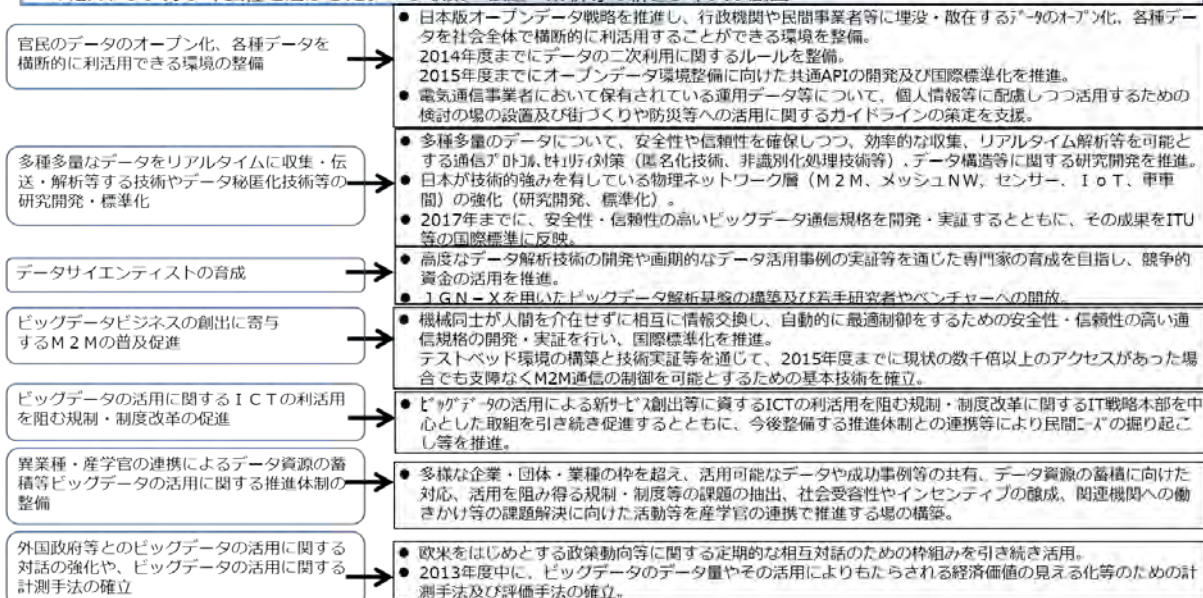 官民のデータのオープン化、各種データを
横断的に利活用できる環境の整備
● 日本版オープンデータ戦略を推進し、行政機関や民間事業者等に埋没・散在するﾃﾞｰﾀのｵｰﾌﾟﾝ化、各種デー
タを社会全体で横断的に利活用することができる環境を整備。
2014年度までにデータの二次利用に関するルールを整備。
2015年度までにオープンデータ環境整備に向けた共通APIの開発及び国際標準化を推進。
● 電気通信事業者において保有されている運用データ等について、個人情報等に配慮しつつ活用するための
検討の場の設置及び街づくりや防災等への活用に関するガイドラインの策定を支援。
多種多量なデータをリアルタイムに収集・伝
送・解析等する技術やデータ秘匿化技術等の
研究開発・標準化
● 多種多量のデータについて、安全性や信頼性を確保しつつ、効率的な収集、リアルタイム解析等を可能と
する通信ﾌﾟﾛﾄｺﾙ、ｾｷｭﾘﾃｨ対策（匿名化技術、非識別化処理技術等）、データ構造等に関する研究開発を推進。
● 日本が技術的強みを有している物理ネットワーク層（M２M、メッシュNW、センサー、ＩｏＴ、車車
間）の強化（研究開発、標準化）。
● 2017年までに、安全性・信頼性の高いビッグデータ通信規格を開発・実証するとともに、その成果をITU
等の国際標準に反映。
データサイエンティストの育成
● 高度なデータ解析技術の開発や画期的なデータ活用事例の実証等を通じた専門家の育成を目指し、競争的
資金の活用を推進。
● ＪＧＮ－Ｘを用いたビッグデータ解析基盤の構築及び若手研究者やベンチャーへの開放。
ビッグデータビジネスの創出に寄与
するM２Mの普及促進
● 機械同士が人間を介在せずに相互に情報交換し、自動的に最適制御をするための安全性・信頼性の高い通
信規格の開発・実証を行い、国際標準化を推進。
テストベッド環境の構築と技術実証等を通じて、2015年度までに現状の数千倍以上のアクセスがあった場
合でも支障なくM2M通信の制御を可能とするための基本技術を確立。
ビッグデータの活用に関するＩＣＴの利活用
を阻む規制・制度改革の促進
● ﾋﾞｯｸﾞﾃﾞｰﾀの活用による新ｻｰﾋﾞｽ創出等に資するICTの利活用を阻む規制・制度改革に関するIT戦略本部を中
心とした取組を引き続き促進するとともに、今後整備する推進体制との連携等により民間ﾆｰｽﾞの掘り起こ
し等を推進。
異業種・産学官の連携によるデータ資源の蓄
積等ビッグデータの活用に関する推進体制の
整備
● 多様な企業・団体・業種の枠を超え、活用可能なデータや成功事例等の共有、データ資源の蓄積に向けた
対応、活用を阻み得る規制・制度等の課題の抽出、社会受容性やインセンティブの醸成、関連機関への働
きかけ等の課題解決に向けた活動等を産学官の連携で推進する場の構築。
外国政府等とのビッグデータの活用に関する
対話の強化や、ビッグデータの活用に関する
計測手法の確立
● 欧米をはじめとする政策動向等に関する定期的な相互対話のための枠組みを引き続き活用。
● 2013年度中に、ビッグデータのデータ量やその活用によりもたらされる経済価値の見える化等のための計
測手法及び評価手法の確立。